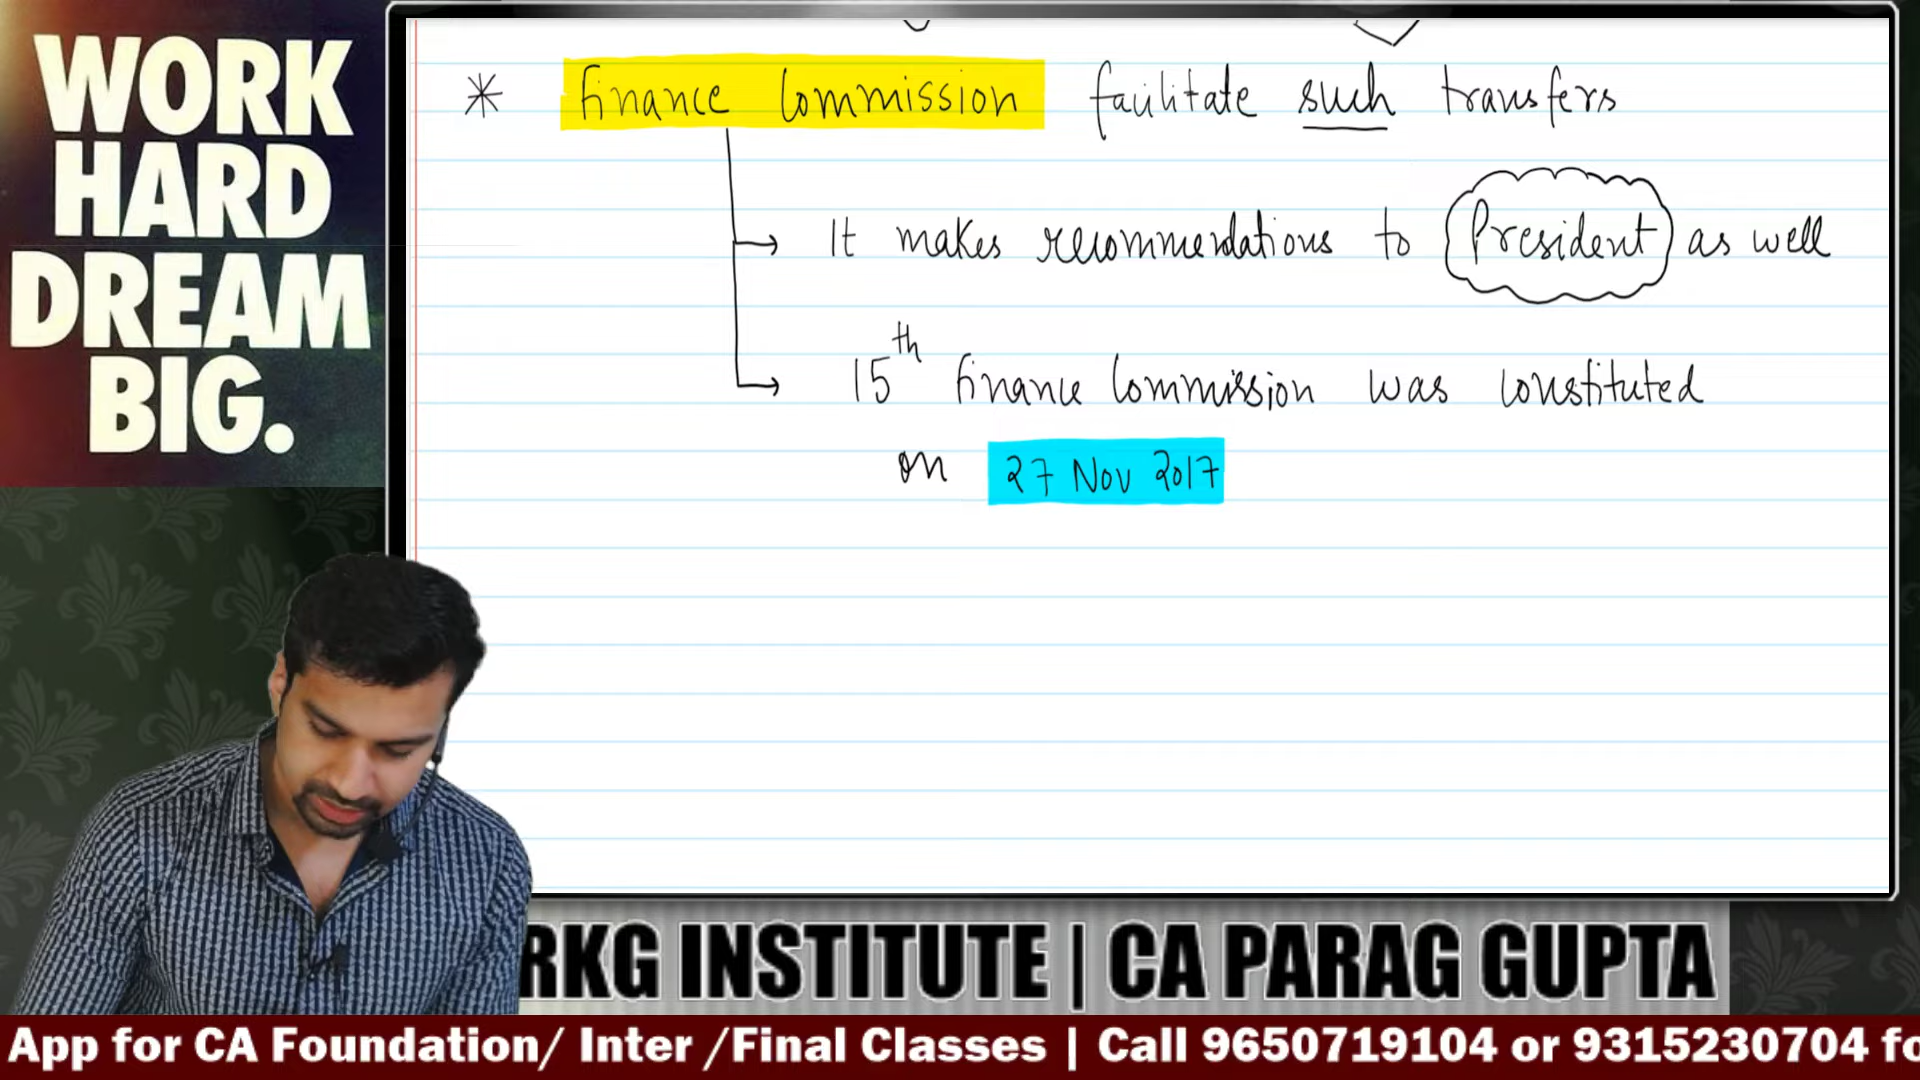 WORK
HARD
DREAM
BIG.
* Finance Commission facilitate such transfers
→ It makes recommendations to President as well
→ 15th Finance Commission was constituted
on 27 Nov 2017
RKG INSTITUTE | CA PARAG GUPTA
App for CA Foundation/ Inter /Final Classes | Call 9650719104 or 9315230704 fo